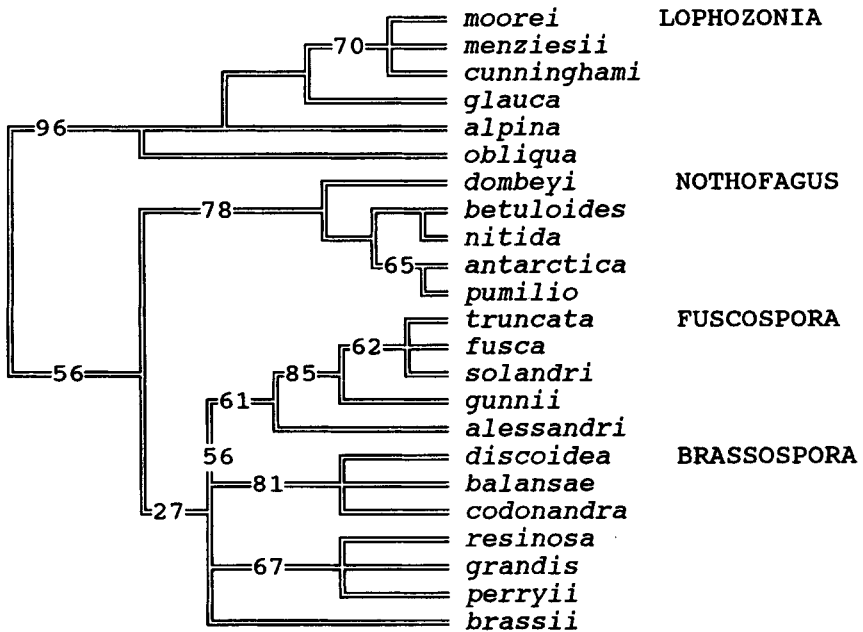 moorei LOPHOZONIA
70 menziesii
cunninghami
glauca
96 alpina
obliqua
dombeyi NOTHOFAGUS
78 betuloides
nitida
65 antarctica
pumilio
truncata FUSCOSPORA
62 fusca
56 85 solandri
61 gunnii
alessandri
56 discoidea BRASSOSPORA
81 balansae
27 codonandra
resinosa
67 grandis
perryii
brassii